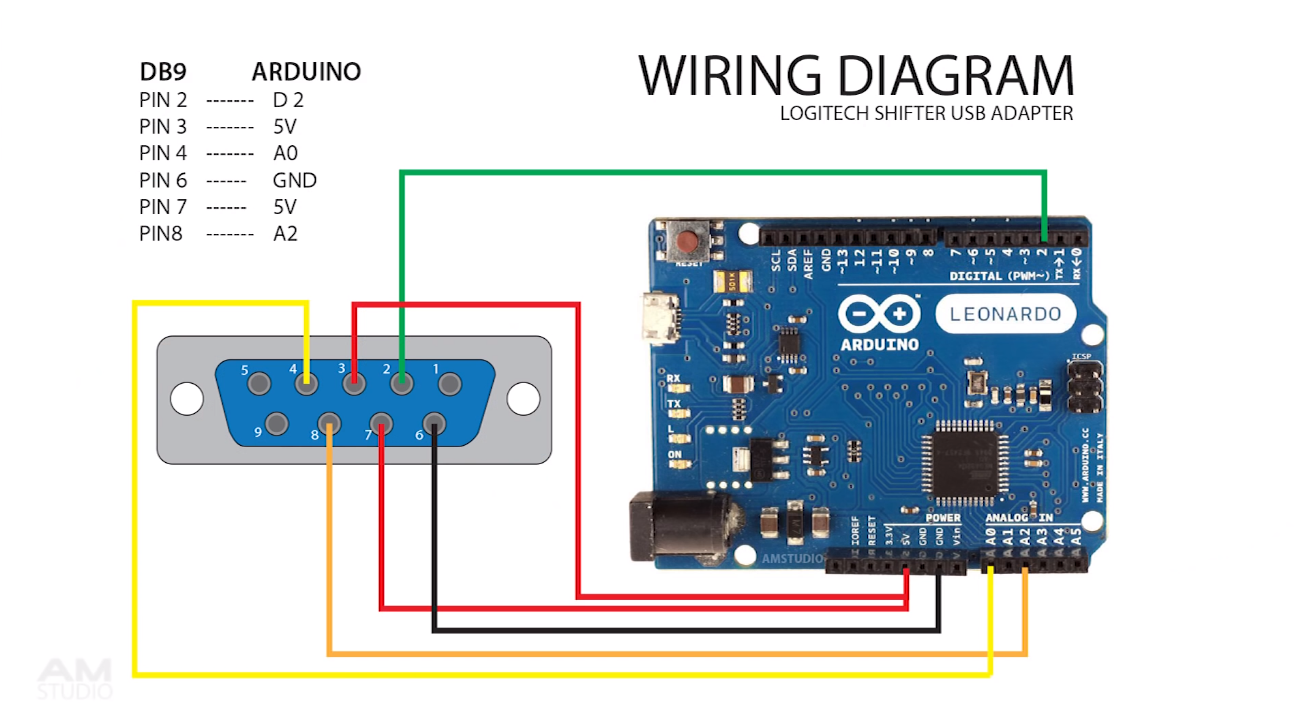 WIRING DIAGRAM
LOGITECH SHIFTER USB ADAPTER
DB9 ARDUINO
PIN 2 ------- D 2
PIN 3 ------- 5V
PIN 4 ------- A0
PIN 6 ------ GND
PIN 7 ------ 5V
PIN8 ------- A2
5 4 3 2 1
9 8 7 6
RESET
SCL SDA AREF GND ~13 12 ~11 ~10 ~9 8 7 ~6 ~5 4 ~3 2 TX→1 RX←0
DIGITAL (PWM~)
ARDUINO
LEONARDO
™
ICSP
RX
TX
L
ON
WWW.ARDUINO.CC
MADE IN ITALY
POWER ANALOG IN
IOREF RESET 3.3V 5V GND GND Vin A0 A1 A2 A3 A4 A5
AMSTUDIO
AM
STUDIO